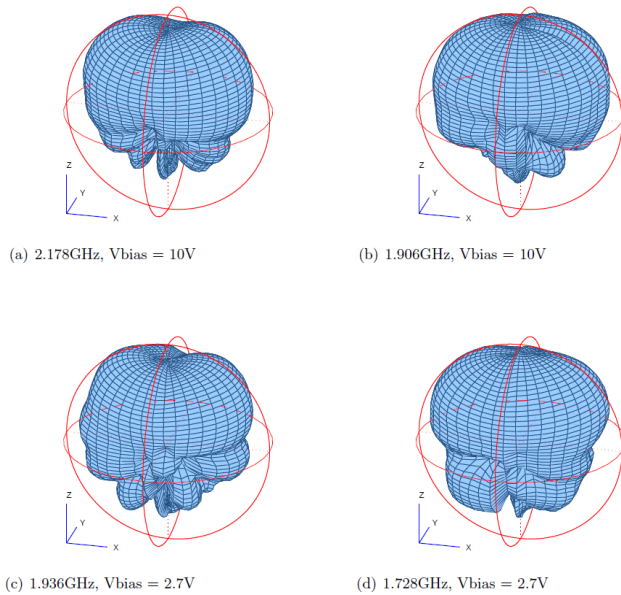 Z
Y
X
Z
Y
X
(a) 2.178GHz, Vbias = 10V
(b) 1.906GHz, Vbias = 10V
Z
Y
X
Z
Y
X
(c) 1.936GHz, Vbias = 2.7V
(d) 1.728GHz, Vbias = 2.7V